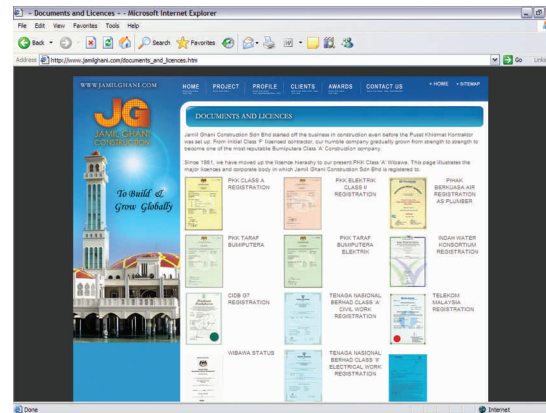 - Documents and Licences - - Microsoft Internet Explorer
File Edit View Favorites Tools Help
Back Search Favorites
Address http://www.jamilghani.com/documents_and_licences.htm Go Links
WWW.JAMILGHANI.COM
HOME PROJECT PROFILE CLIENTS AWARDS CONTACT US
HOME SITEMAP
JG
JAMIL GHANI
CONSTRUCTION
To Build &
Grow Globally
DOCUMENTS AND LICENCES
Jamil Ghani Construction Sdn Bhd started off the business in construction even before the Pusat Khidmat Kontraktor
was set up. From initial Class 'F' licensed contractor, our humble company gradually grown from strength to strength to
become one of the most reputable Bumiputera Class 'A' Construction company.
Since 1981, we have moved up the licence hierachy to our present PKK Class 'A' Wibawa. This page illustrates the
major licences and corporate body in which Jamil Ghani Construction Sdn Bhd is registered to.
PKK CLASS A
REGISTRATION
PKK ELEKTRIK
CLASS II
REGISTRATION
PIHAK
BERKUASA AIR
REGISTRATION
AS PLUMBER
PKK TARAF
BUMIPUTERA
PKK TARAF
BUMIPUTERA
ELEKTRIK
INDAH WATER
KONSORTIUM
REGISTRATION
CIDB G7
REGISTRATION
TENAGA NASIONAL
BERHAD CLASS 'A'
CIVIL WORK
REGISTRATION
TELEKOM
MALAYSIA
REGISTRATION
WIBAWA STATUS
TENAGA NASIONAL
BERHAD CLASS
ELECTRICAL WORK
REGISTRATION
Done
Internet